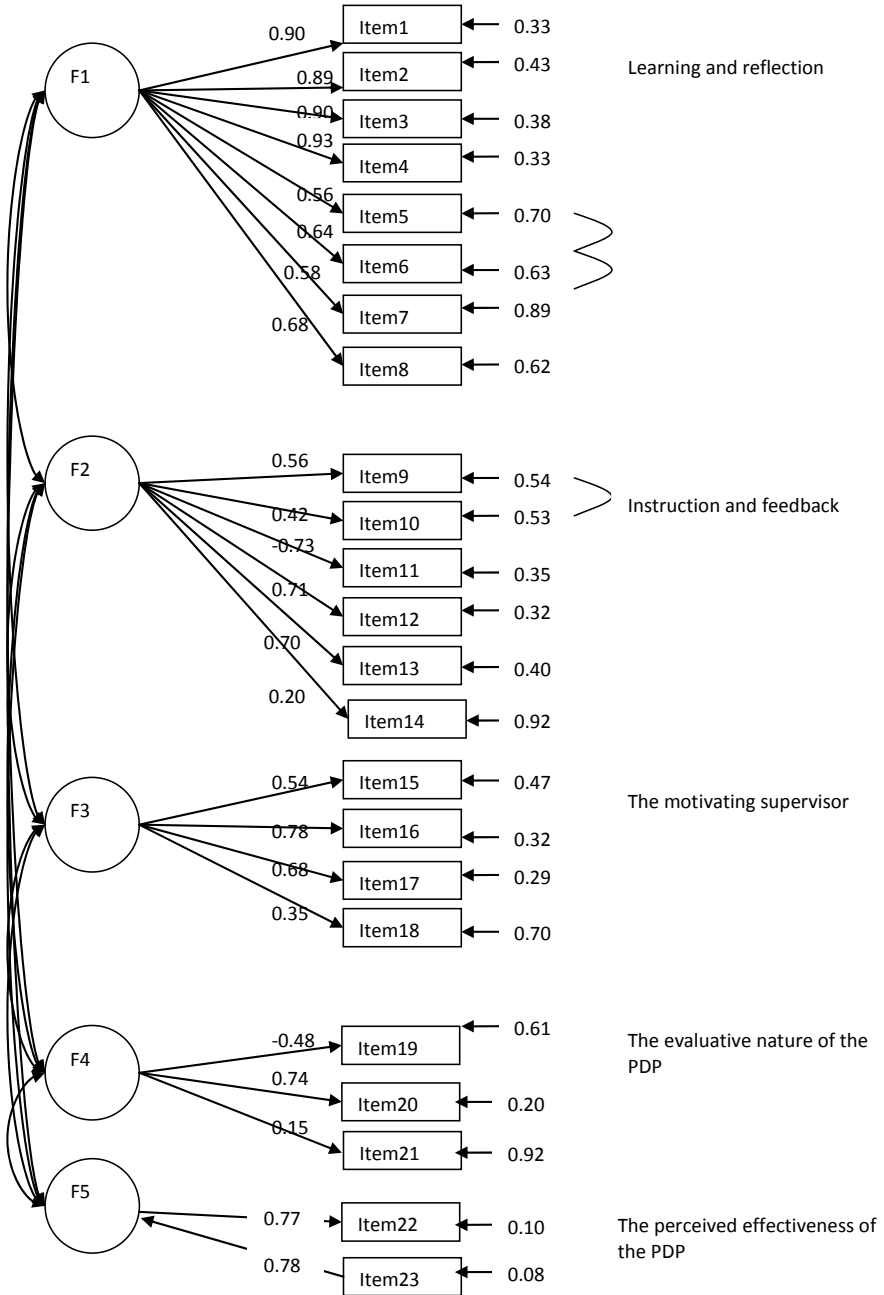 0.90 Item1 0.33
F1 0.89 Item2 0.43 Learning and reflection
0.90 Item3 0.38
0.93 Item4 0.33
0.56 Item5 0.70
0.64 Item6 0.63
0.58 Item7 0.89
0.68 Item8 0.62
F2 0.56 Item9 0.54
0.42 Item10 0.53 Instruction and feedback
-0.73 Item11 0.35
0.71 Item12 0.32
0.70 Item13 0.40
0.20 Item14 0.92
0.54 Item15 0.47
F3 0.78 Item16 0.32 The motivating supervisor
0.68 Item17 0.29
0.35 Item18 0.70
F4 -0.48 Item19 0.61 The evaluative nature of the
PDP
0.74 Item20 0.20
0.15 Item21 0.92
F5
0.77 Item22 0.10 The perceived effectiveness of
the PDP
0.78 Item23 0.08